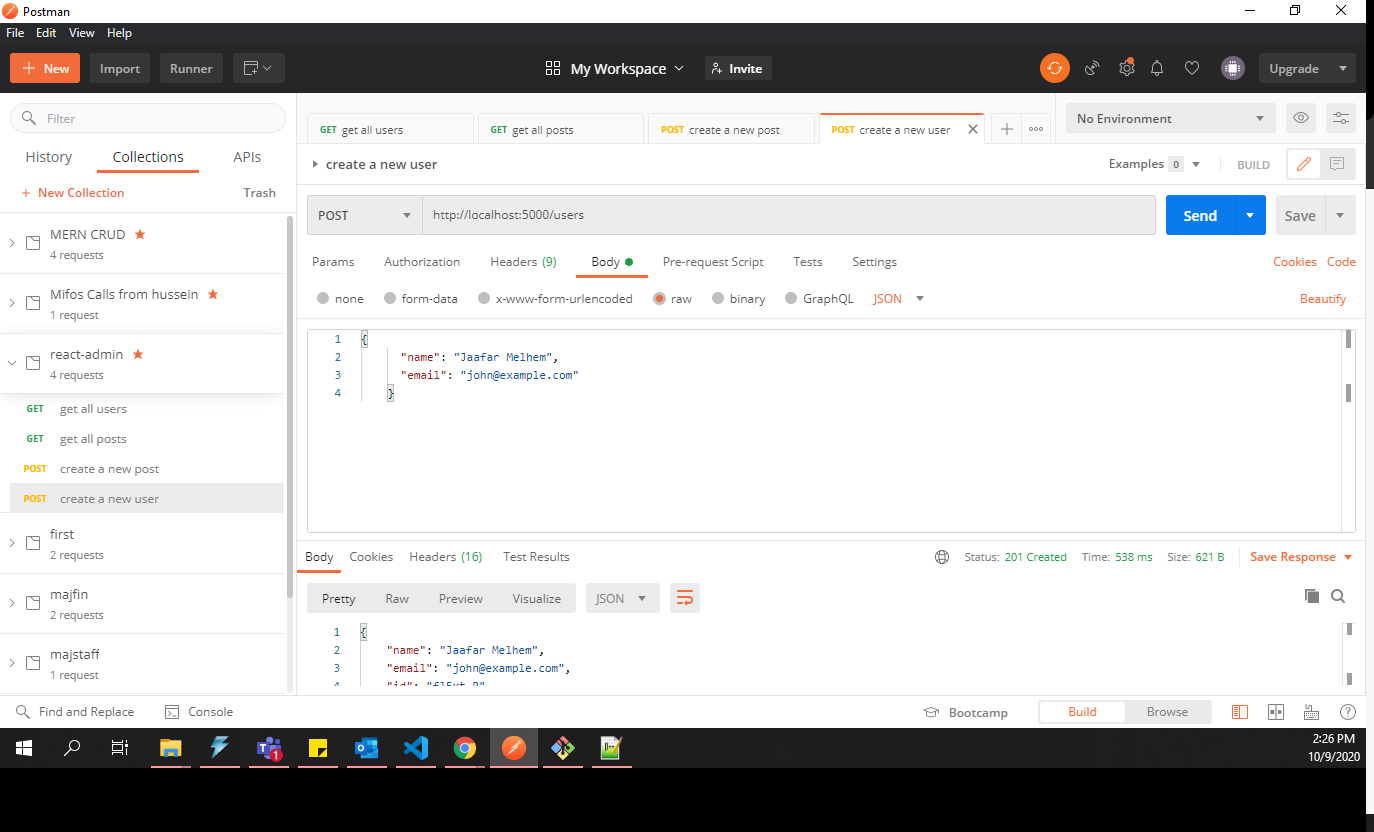 Postman
File Edit View Help
New Import Runner My Workspace Invite Upgrade
Filter
History Collections APIs
+ New Collection Trash
MERN CRUD
4 requests
Mifos Calls from hussein
1 request
react-admin
4 requests
GET get all users
GET get all posts
POST create a new post
POST create a new user
first
2 requests
majfin
2 requests
majstaff
1 request
GET get all users GET get all posts POST create a new post POST create a new user No Environment
create a new user Examples 0 BUILD
POST http://localhost:5000/users Send Save
Params Authorization Headers (9) Body Pre-request Script Tests Settings Cookies Code
none form-data x-www-form-urlencoded raw binary GraphQL JSON Beautify
1 {
2 "name": "Jaafar Melhem",
3 "email": "john@example.com"
4 }
Body Cookies Headers (16) Test Results Status: 201 Created Time: 538 ms Size: 621 B Save Response
Pretty Raw Preview Visualize JSON
1 {
2 "name": "Jaafar Melhem",
3 "email": "john@example.com",
4 "id":
Find and Replace Console Bootcamp Build Browse
1
2:26 PM
10/9/2020